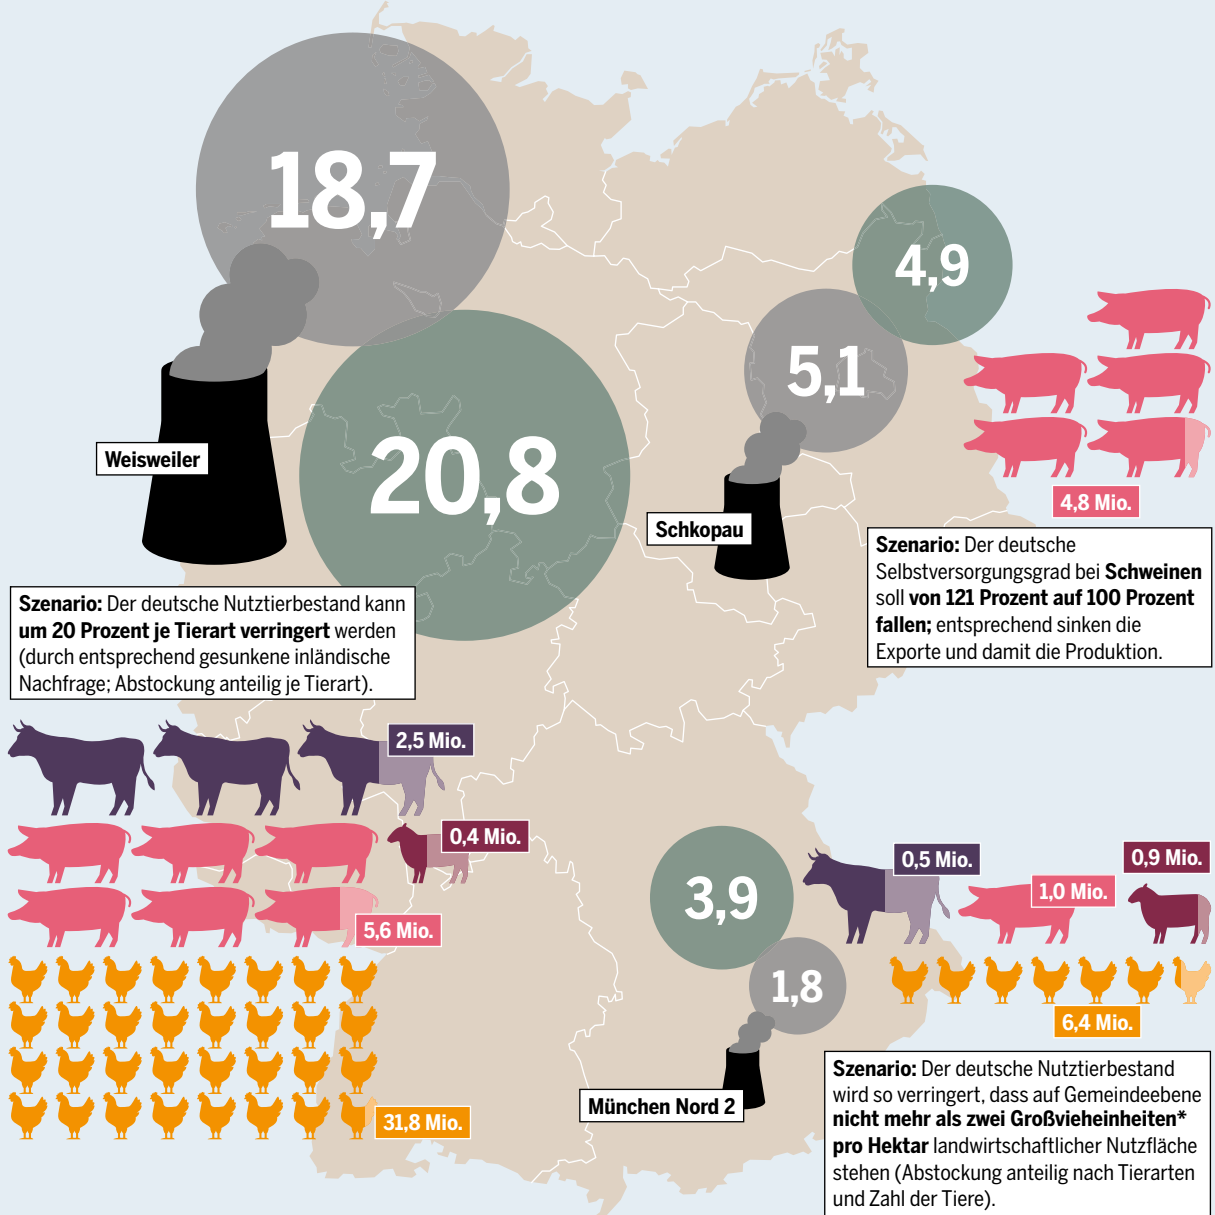 18,7
Weisweiler
20,8
Szenario: Der deutsche Nutztierbestand kann
um 20 Prozent je Tierart verringert werden
(durch entsprechend gesunkene inländische
Nachfrage; Abstockung anteilig je Tierart).
2,5 Mio.
0,4 Mio.
5,6 Mio.
31,8 Mio.
4,9
5,1
Schkopau
4,8 Mio.
Szenario: Der deutsche
Selbstversorgungsgrad bei Schweinen
soll von 121 Prozent auf 100 Prozent
fallen; entsprechend sinken die
Exporte und damit die Produktion.
3,9
1,8
München Nord 2
0,5 Mio.
1,0 Mio.
0,9 Mio.
6,4 Mio.
Szenario: Der deutsche Nutztierbestand
wird so verringert, dass auf Gemeindeebene
nicht mehr als zwei Großvieheinheiten*
pro Hektar landwirtschaftlicher Nutzfläche
stehen (Abstockung anteilig nach Tierarten
und Zahl der Tiere).